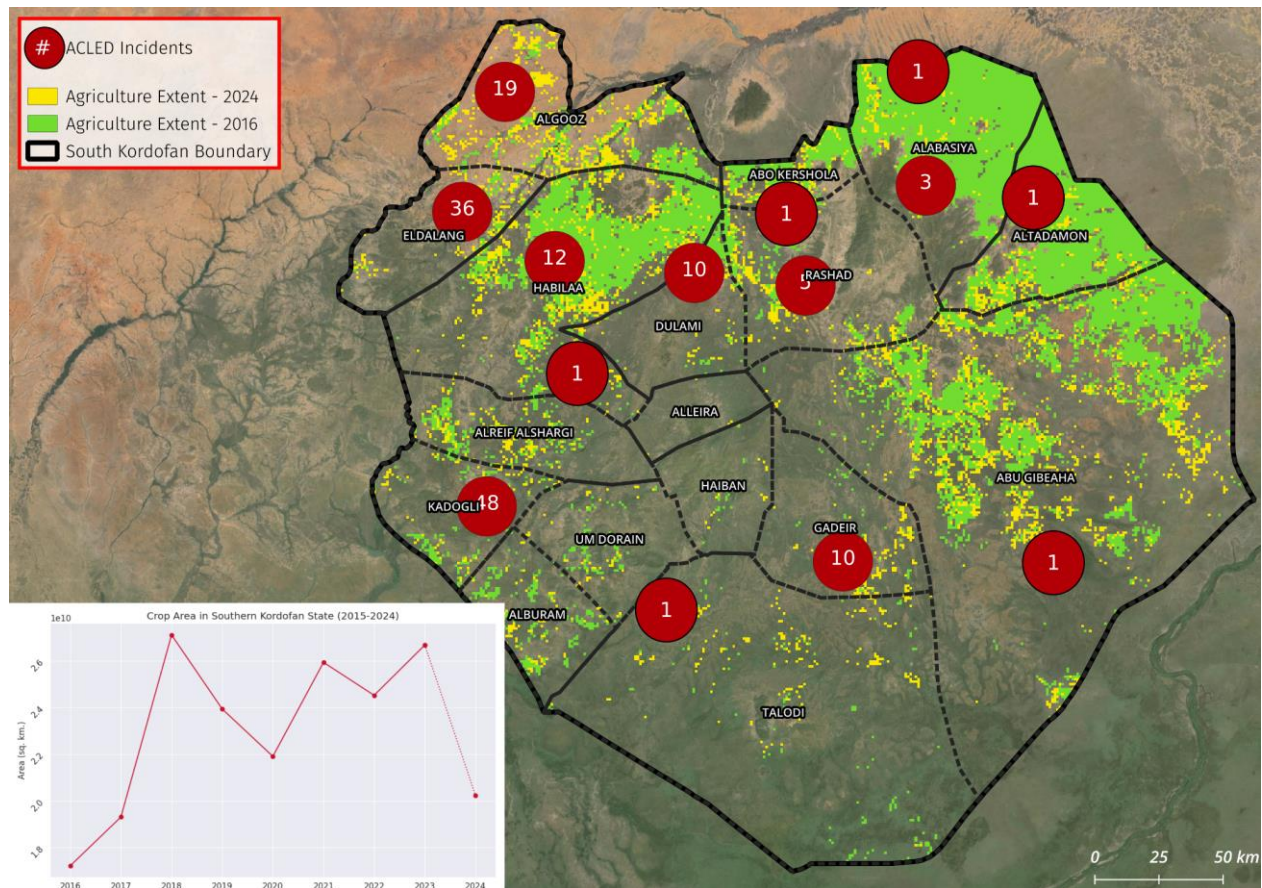 # ACLED Incidents
Agriculture Extent - 2024
Agriculture Extent - 2016
South Kordofan Boundary
1
19
ALGOOZ
ALABASIYA
ABO KERSHOLA
3
1
1
36
ELDALANG
ALTADAMON
12
10
RASHAD
5
HABILAA
DULAMI
1
ALLEIRA
ALREIF ALSHARGI
ABU GIBEAHA
HAIBAN
48
KADOGLI
GADEIR
UM DORAIN
10
1
1
ALBURAM
TALODI
Crop Area in Southern Kordofan State (2015-2024)
1e10
Area (sq. km.)
2.6
2.4
2.2
2.0
1.8
2016 2017 2018 2019 2020 2021 2022 2023 2024
0 25 50 km